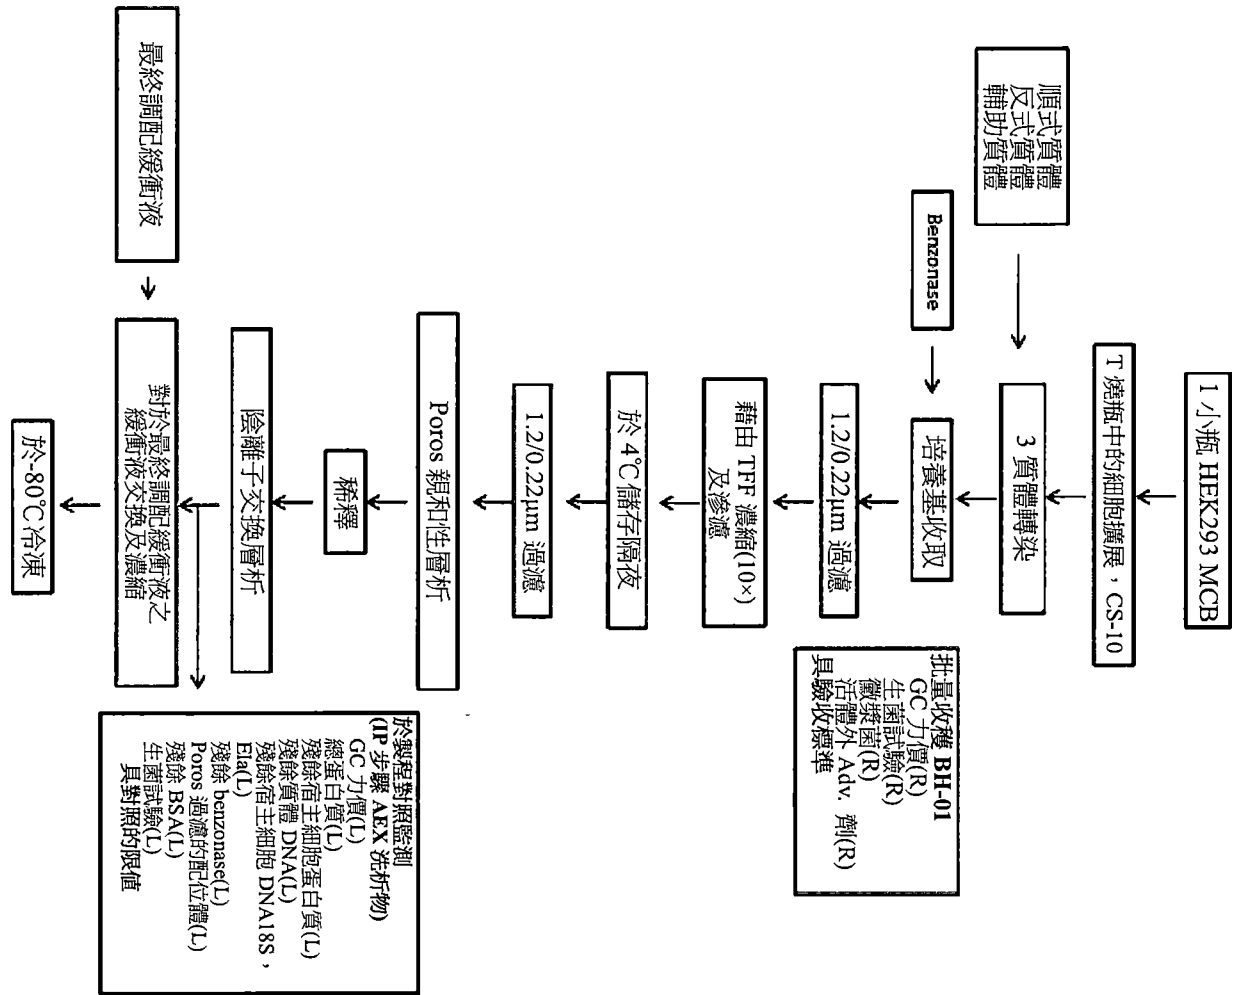 1 小瓶 HEK293 MCB
T 燒瓶中的細胞擴展，CS-10
順式質體
反式質體
輔助質體
3 質體轉染
Benzonase
培養基收取
批量收穫 BH-01
GC 力價(R)
生菌試驗(R)
黴漿菌(R)
活體外 Adv. 劑(R)
具驗收標準
1.2/0.22μm 過濾
藉由 TFF 濃縮(10×)
及滲濾
於 4℃儲存隔夜
1.2/0.22μm 過濾
Poros 親和性層析
稀釋
陰離子交換層析
於製程對照監測
(IP 步驟 AEX 洗析物)
GC 力價(L)
總蛋白質(L)
殘餘宿主細胞蛋白質(L)
殘餘質體 DNA(L)
殘餘宿主細胞 DNA18S，
Ela(L)
殘餘 benzonase(L)
Poros 過濾的配位體(L)
殘餘 BSA(L)
生菌試驗(L)
具對照的限值
最終調配緩衝液
對於最終調配緩衝液之
緩衝液交換及濃縮
於-80℃冷凍